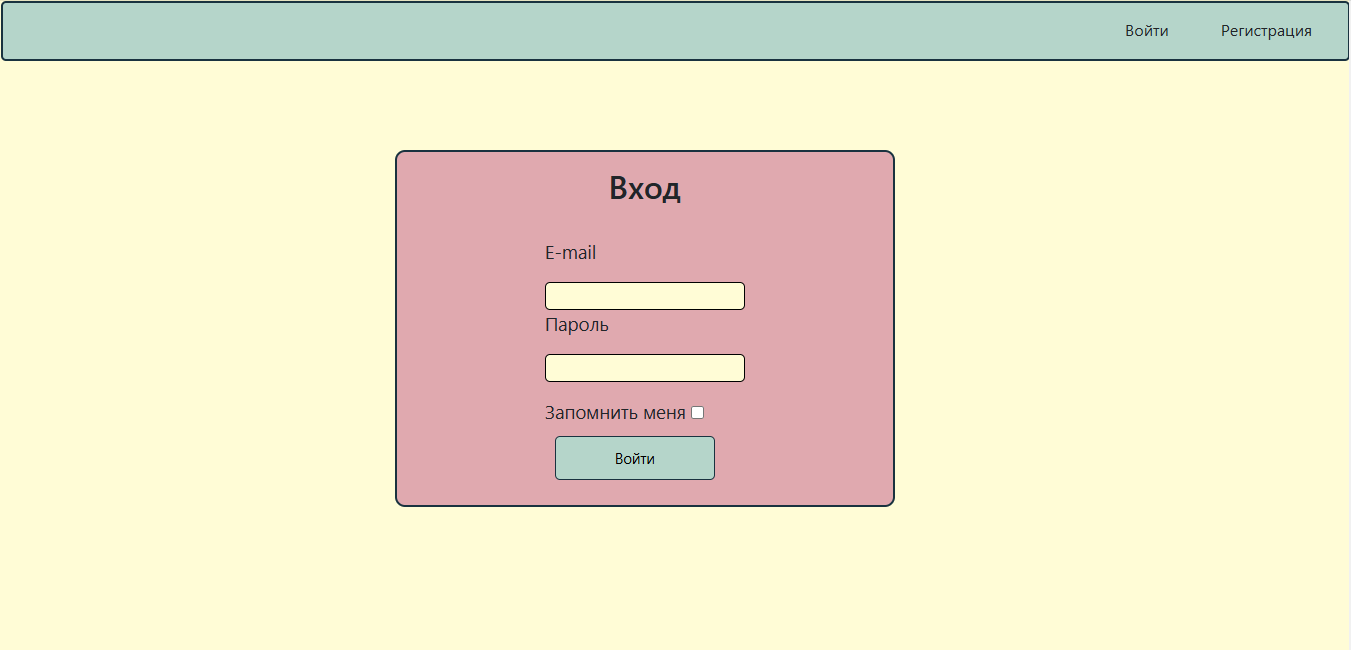 Войти Регистрация
Вход
E-mail
Пароль
Запомнить меня
Войти